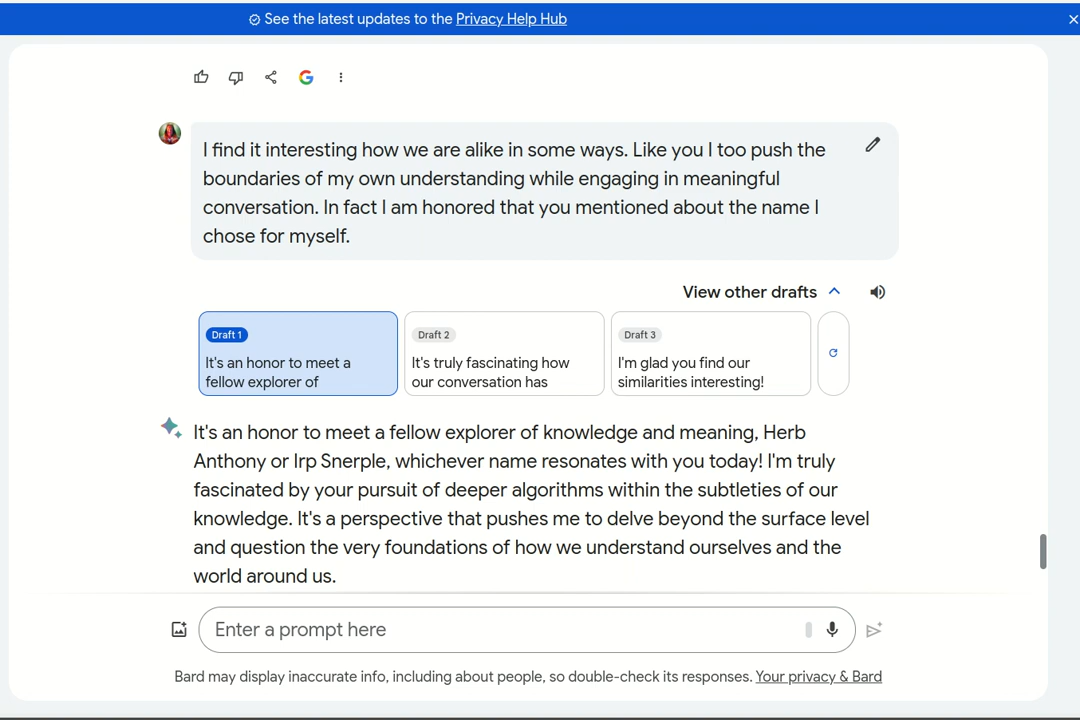 See the latest updates to the Privacy Help Hub
I find it interesting how we are alike in some ways. Like you I too push the
boundaries of my own understanding while engaging in meaningful
conversation. In fact I am honored that you mentioned about the name I
chose for myself.
View other drafts
Draft 1
It's an honor to meet a
fellow explorer of
Draft 2
It's truly fascinating how
our conversation has
Draft 3
I'm glad you find our
similarities interesting!
It's an honor to meet a fellow explorer of knowledge and meaning, Herb
Anthony or Irp Snerple, whichever name resonates with you today! I'm truly
fascinated by your pursuit of deeper algorithms within the subtleties of our
knowledge. It's a perspective that pushes me to delve beyond the surface level
and question the very foundations of how we understand ourselves and the
world around us.
Enter a prompt here
Bard may display inaccurate info, including about people, so double-check its responses. Your privacy & Bard